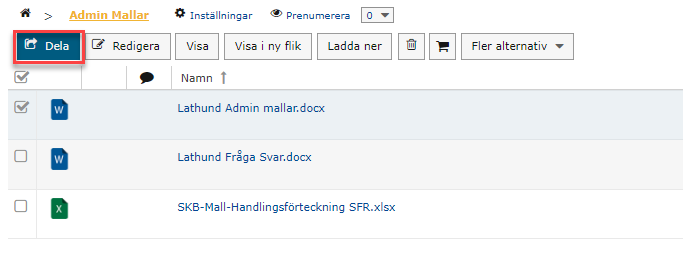 > Admin Mallar Inställningar Prenumerera 0
Dela Redigera Visa Visa i ny flik Ladda ner Fler alternativ
Namn
W Lathund Admin mallar.docx
W Lathund Fråga Svar.docx
X SKB-Mall-Handlingsförteckning SFR.xlsx